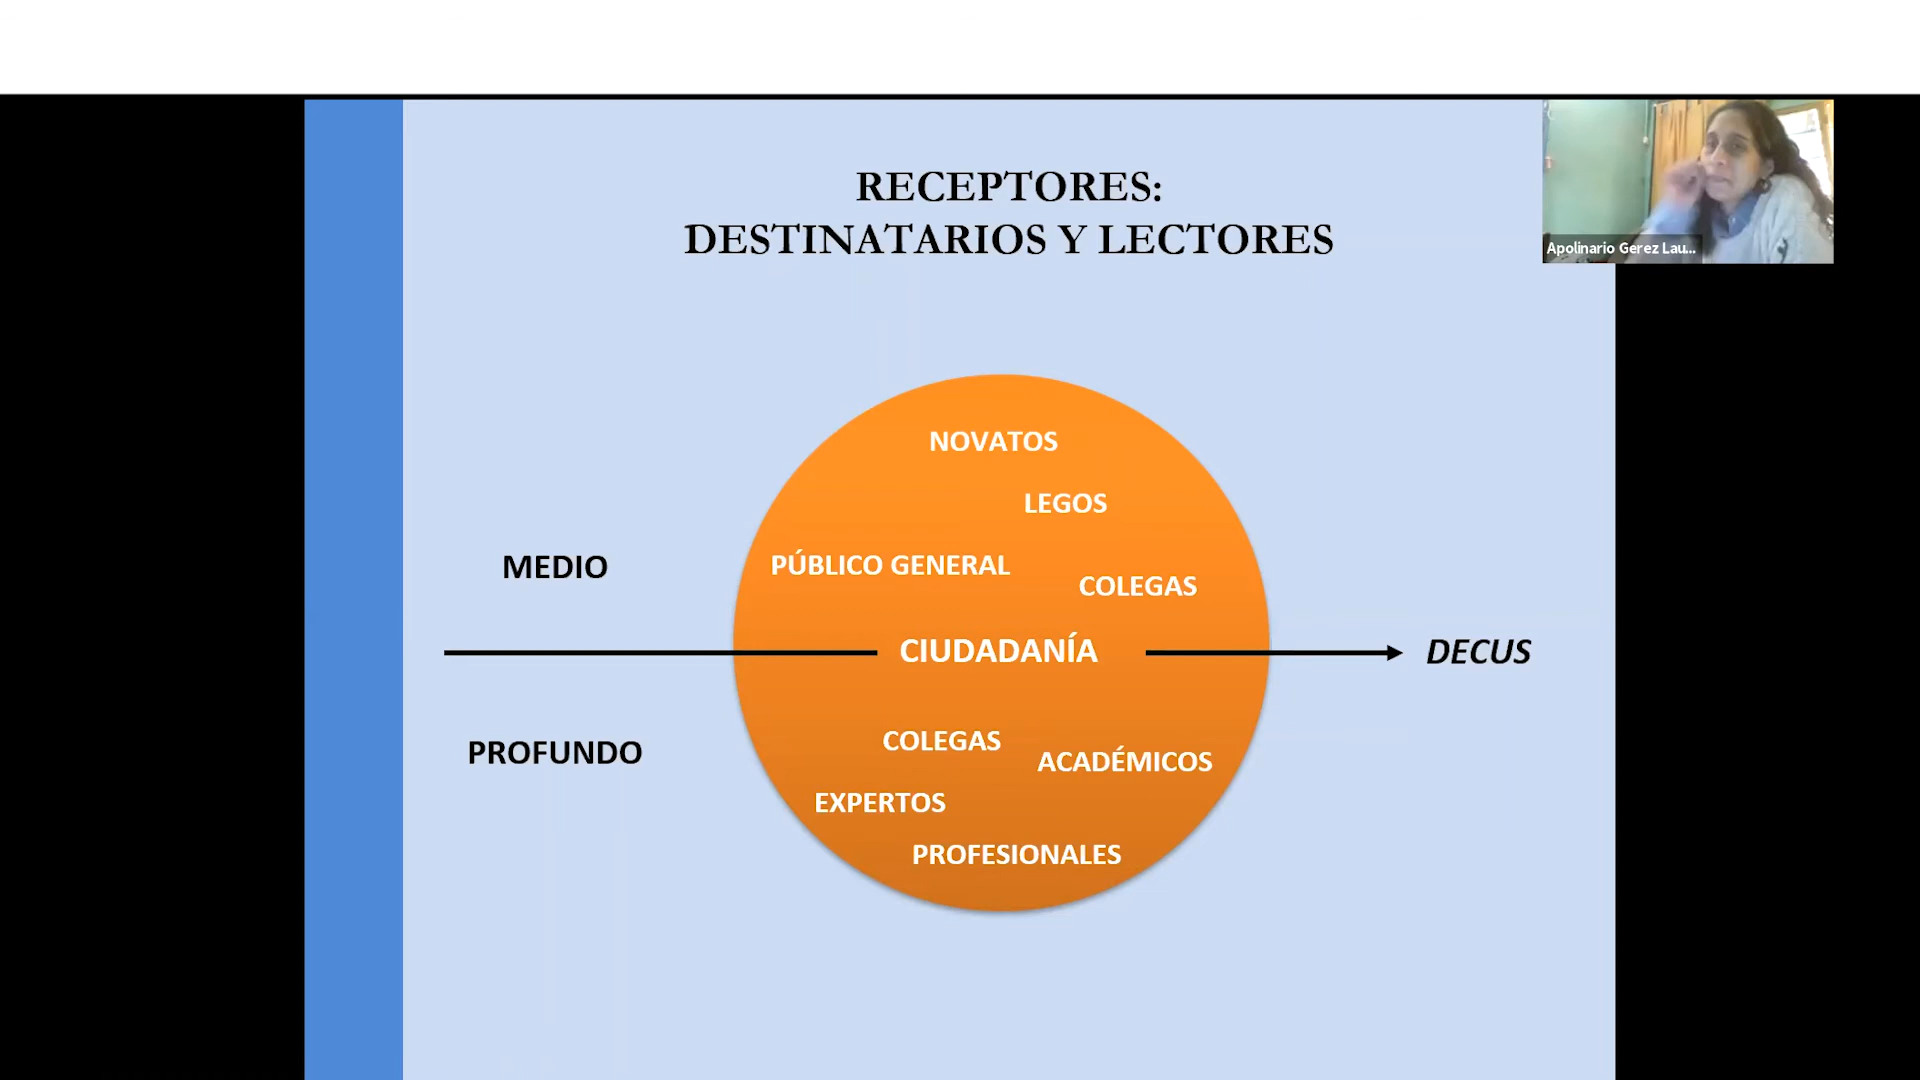 RECEPTORES:
DESTINATARIOS Y LECTORES
Apolinario Gerez Lau...
NOVATOS
LEGOS
MEDIO
PÚBLICO GENERAL
COLEGAS
CIUDADANÍA
DECUS
PROFUNDO
COLEGAS
ACADÉMICOS
EXPERTOS
PROFESIONALES